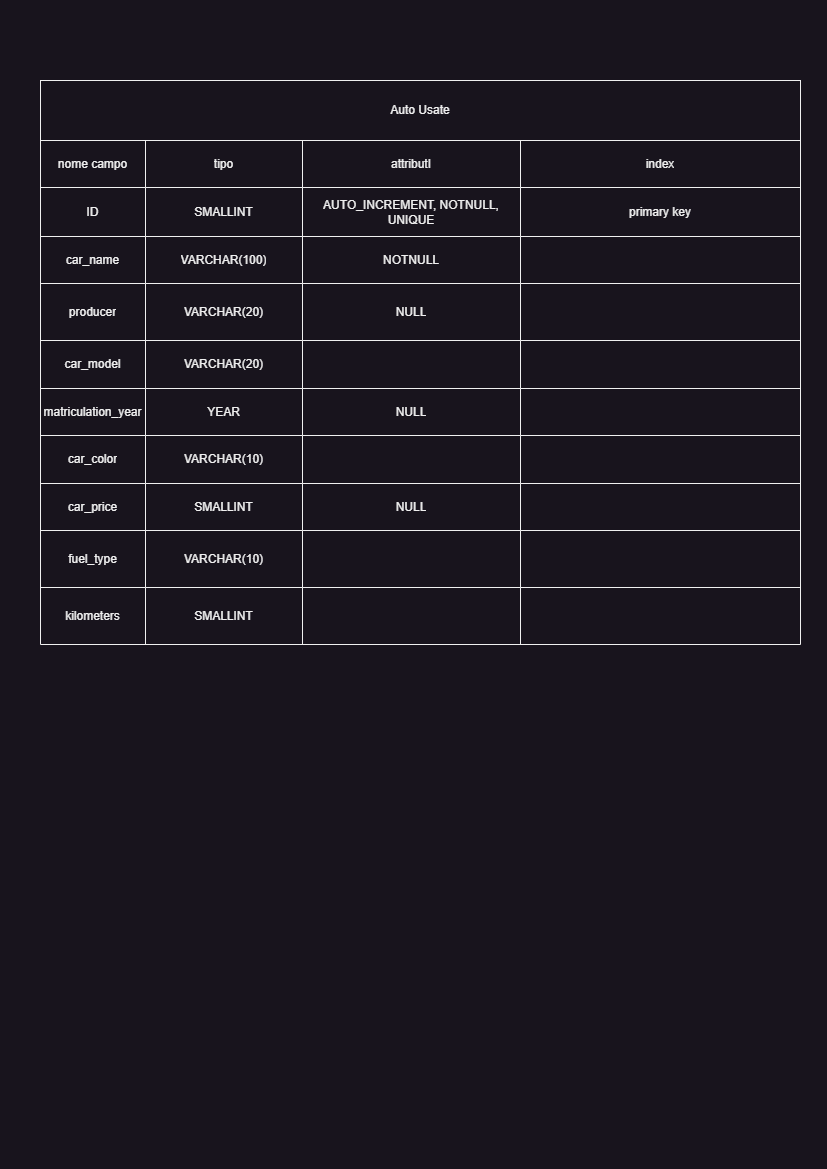 Auto Usate
nome campo tipo attributI index
ID SMALLINT AUTO_INCREMENT, NOTNULL, UNIQUE primary key
car_name VARCHAR(100) NOTNULL
producer VARCHAR(20) NULL
car_model VARCHAR(20)
matriculation_year YEAR NULL
car_color VARCHAR(10)
car_price SMALLINT NULL
fuel_type VARCHAR(10)
kilometers SMALLINT